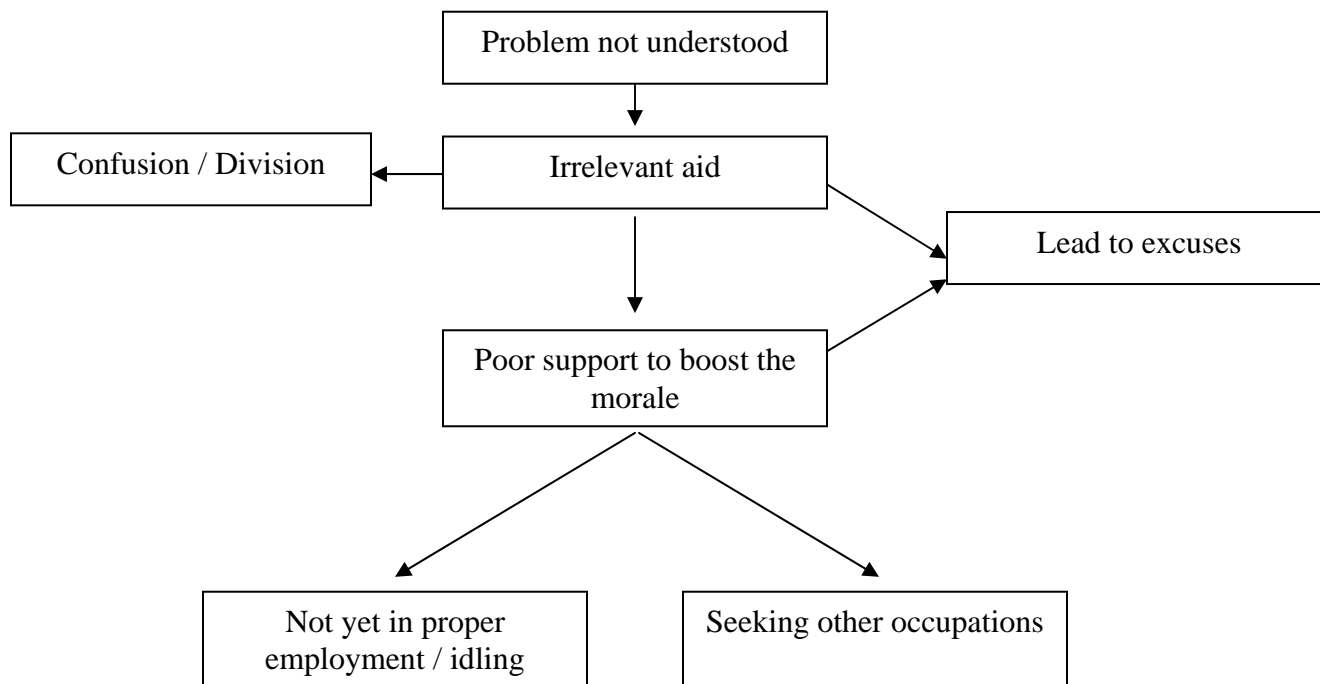 Problem not understood
Confusion / Division
Irrelevant aid
Lead to excuses
Poor support to boost the
morale
Not yet in proper
employment / idling
Seeking other occupations